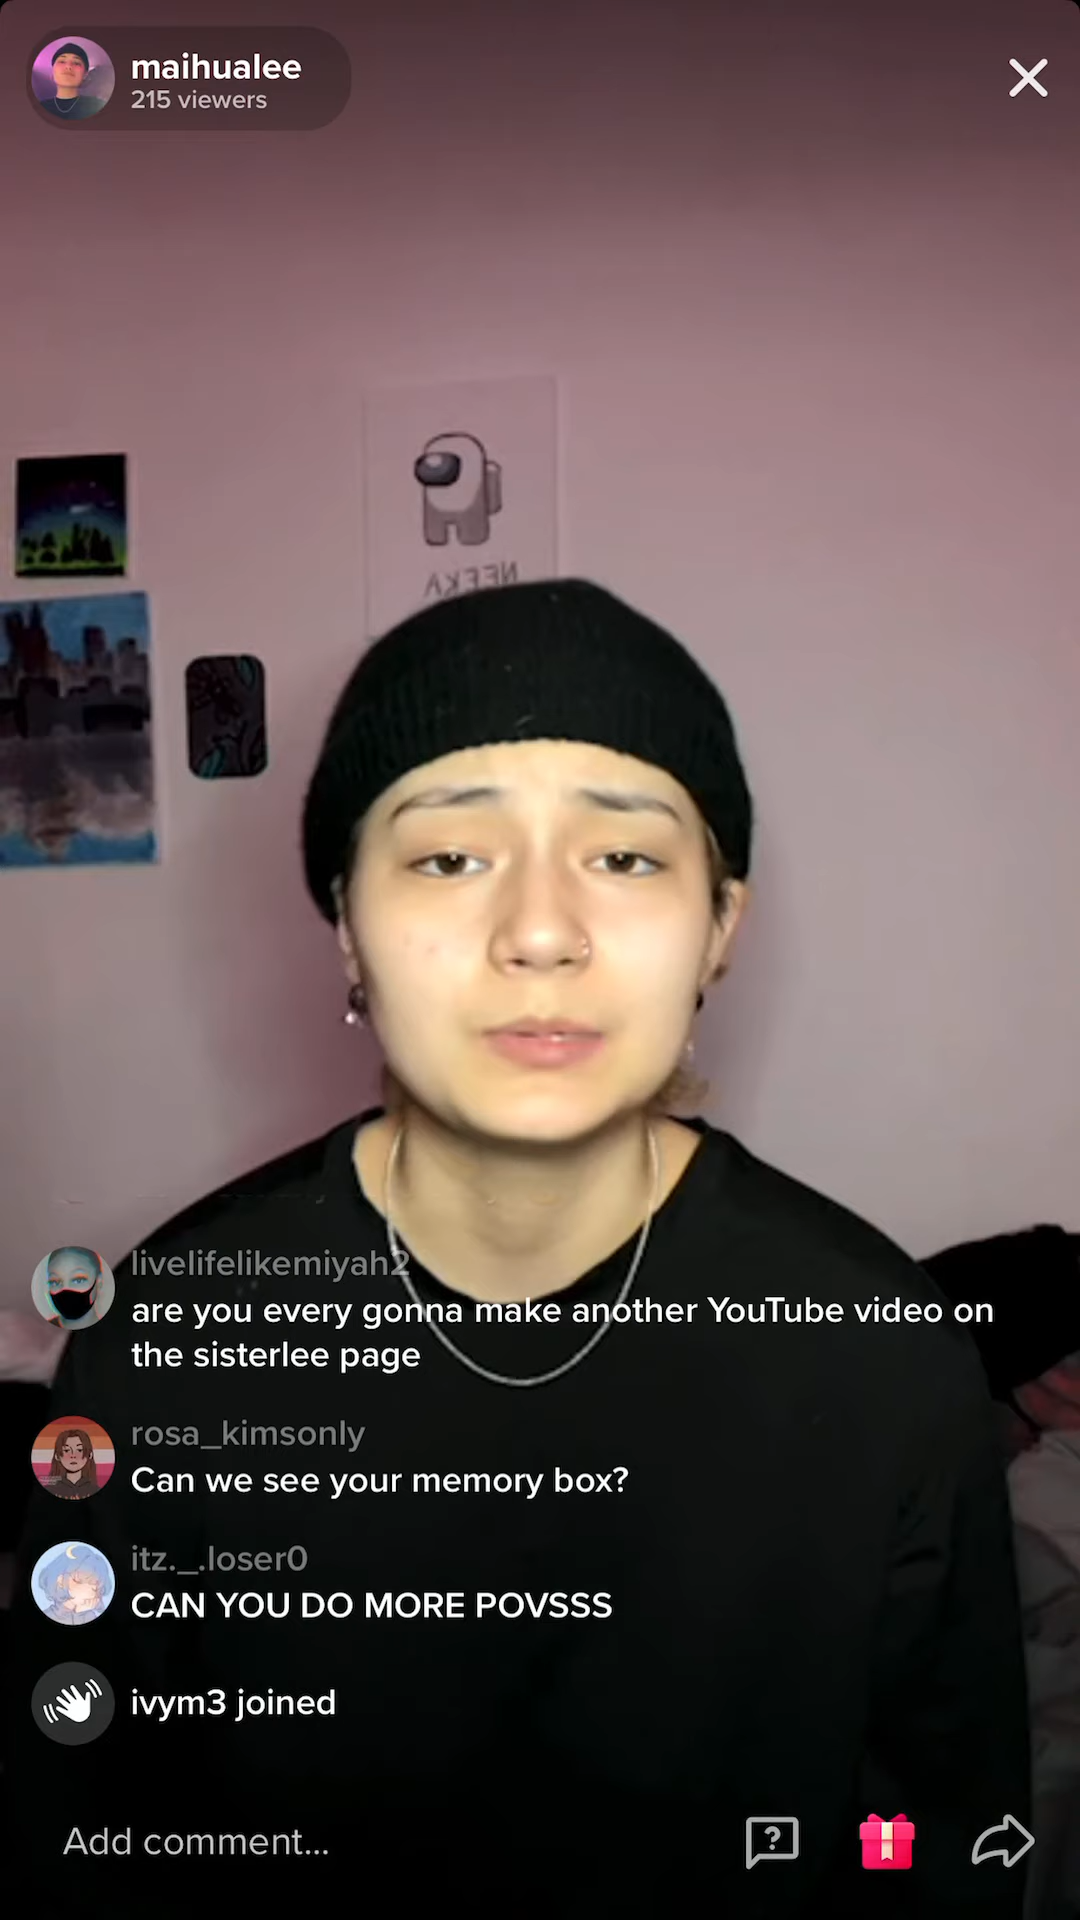 maihualee
215 viewers
NEEKA
livelifelikemiyah2
are you every gonna make another YouTube video on
the sisterlee page
rosa_kimsonly
Can we see your memory box?
itz._.loser0
CAN YOU DO MORE POVSSS
ivym3 joined
Add comment...